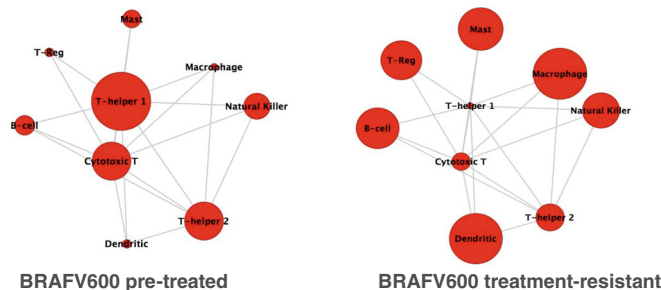 Mast
T-Reg
Macrophage
T-helper 1
Natural Killer
B-cell
Cytotoxic T
T-helper 2
Dendritic
BRAFV600 pre-treated
Mast
T-Reg
Macrophage
T-helper 1
Natural Killer
B-cell
Cytotoxic T
T-helper 2
Dendritic
BRAFV600 treatment-resistant